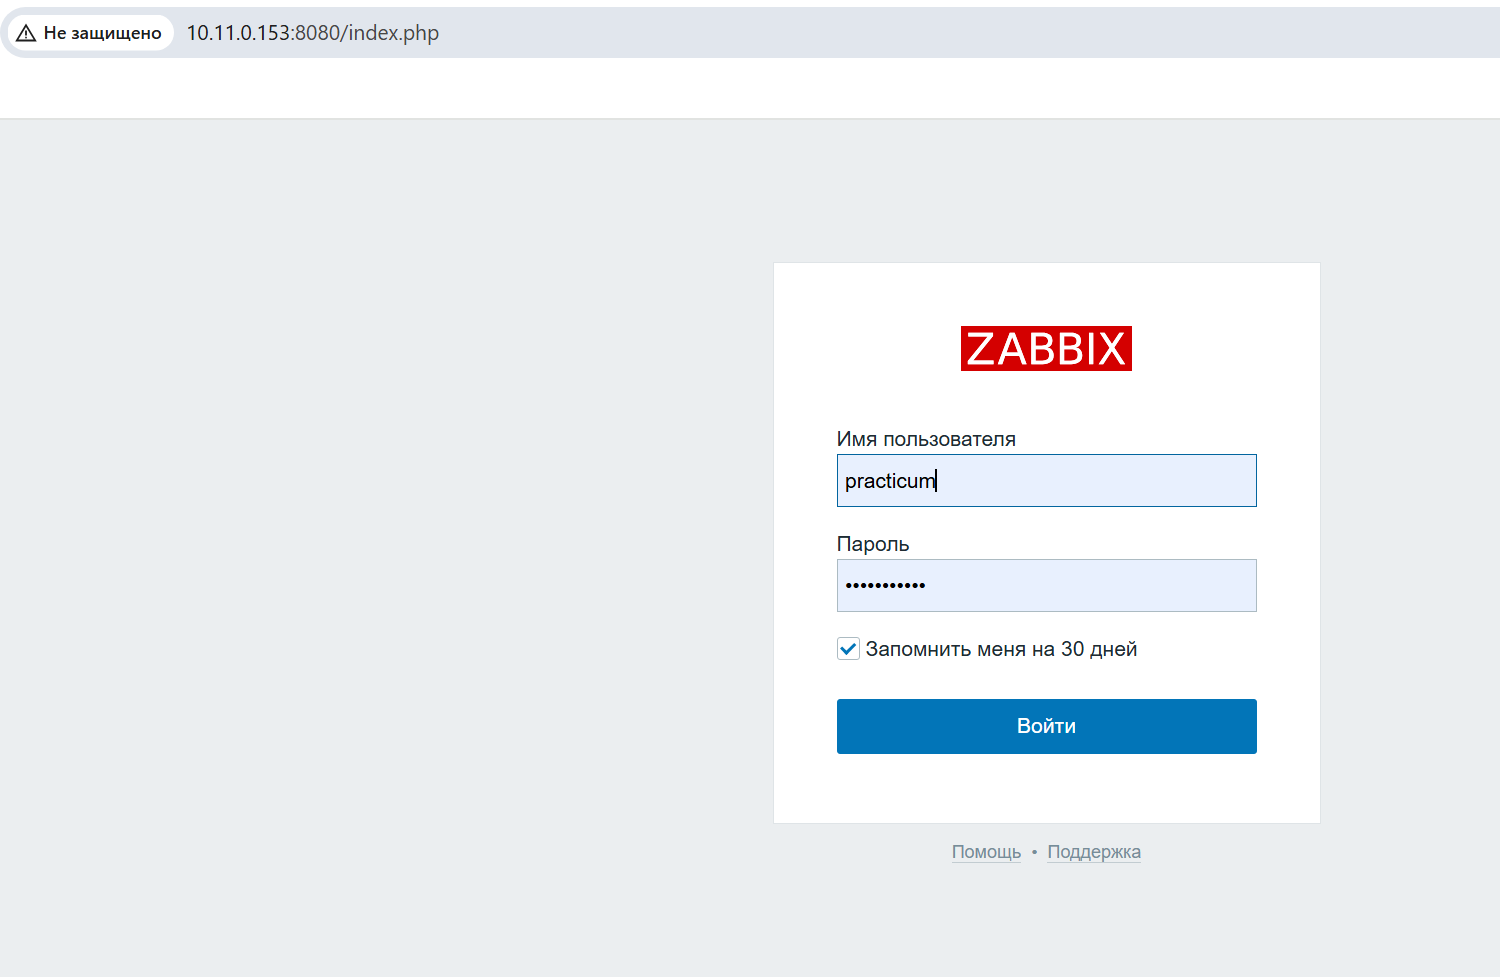 Не защищено 10.11.0.153:8080/index.php
ZABBIX
Имя пользователя
practicum
Пароль
•••••••••••
Запомнить меня на 30 дней
Войти
Помощь • Поддержка